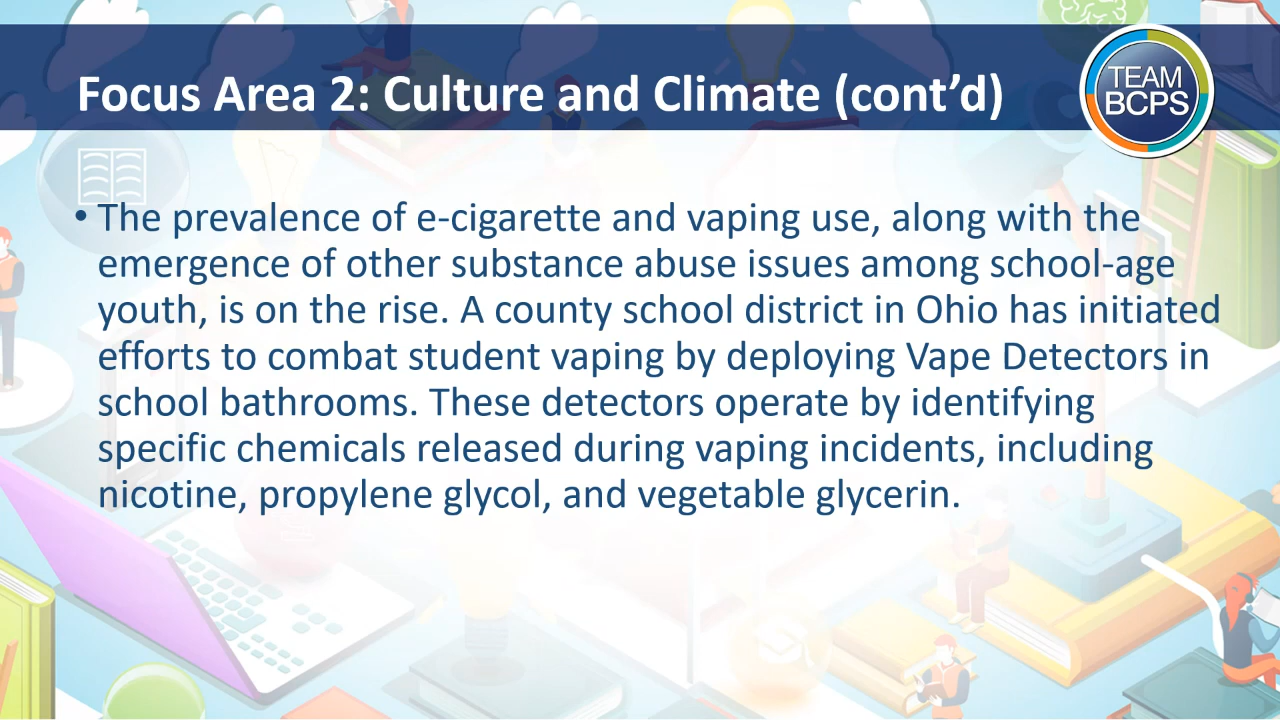 Focus Area 2: Culture and Climate (cont’d)
TEAM
BCPS
• The prevalence of e-cigarette and vaping use, along with the
emergence of other substance abuse issues among school-age
youth, is on the rise. A county school district in Ohio has initiated
efforts to combat student vaping by deploying Vape Detectors in
school bathrooms. These detectors operate by identifying
specific chemicals released during vaping incidents, including
nicotine, propylene glycol, and vegetable glycerin.